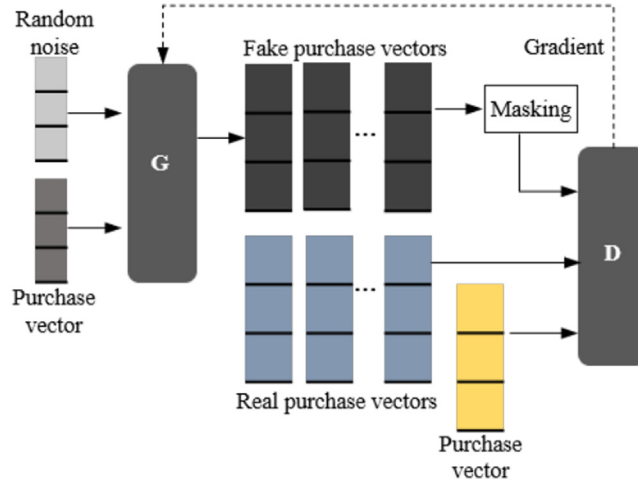 Random
noise
Fake purchase vectors
Gradient
Masking
G
D
...
...
Purchase
vector
Real purchase vectors
Purchase
vector